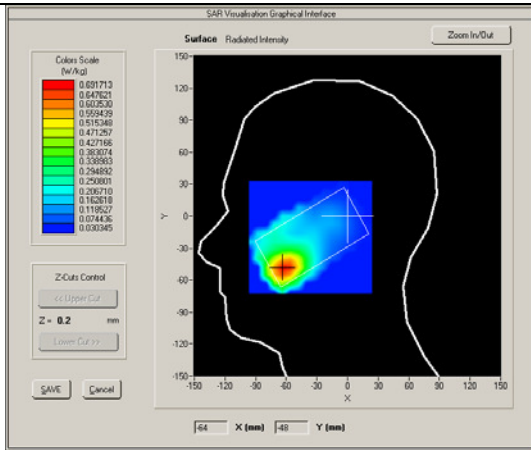 SAR Visualisation Graphical Interface
Surface Radiated Intensity
Zoom In/Out
Colors Scale
(W/kg)
0.691713
0.647621
0.603530
0.559439
0.515348
0.471257
0.427166
0.383074
0.338983
0.294892
0.250801
0.206710
0.162618
0.118527
0.074436
0.030345
Z-Cuts Control
<< Upper Cut
Z = 0.2 mm
Lower Cut >>
SAVE Cancel
150
120
90
60
30
0
-30
-60
-90
-120
-150
Y
-150 -120 -90 -60 -30 0 30 60 90 120 150
X
-64 X (mm) -48 Y (mm)